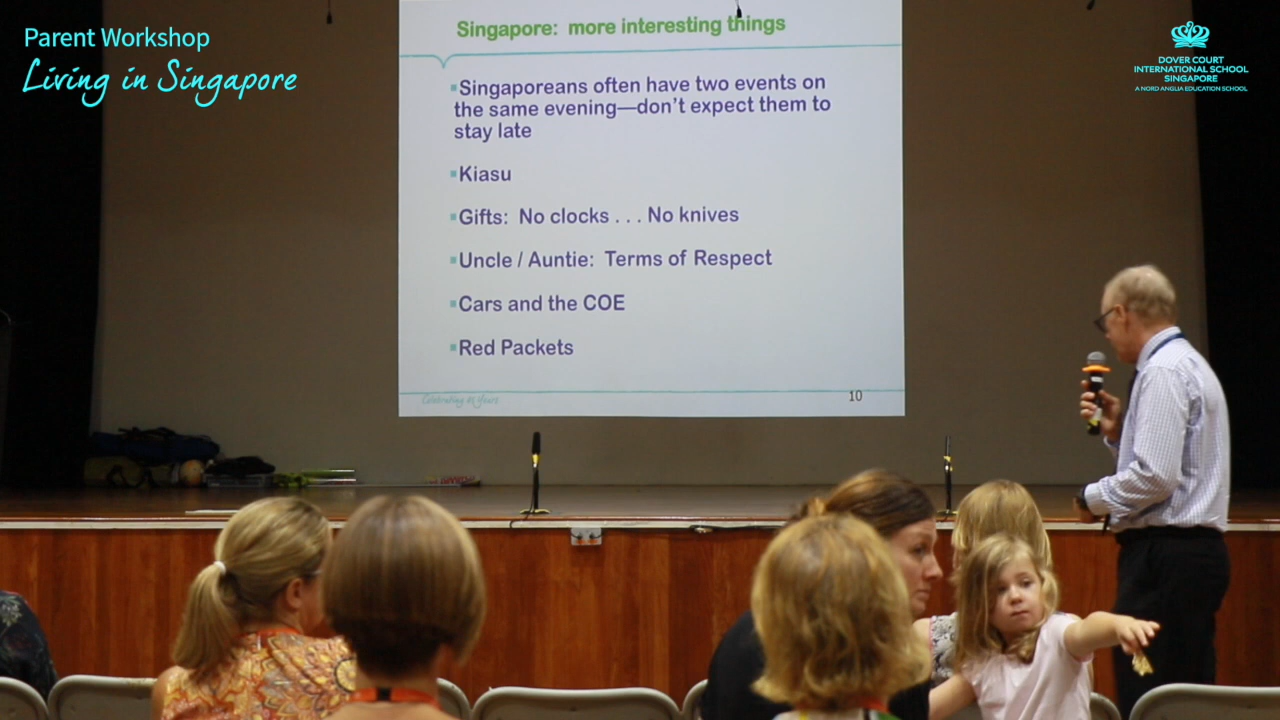 Parent Workshop
Living in Singapore
DOVER COURT
INTERNATIONAL SCHOOL
SINGAPORE
A NORD ANGLIA EDUCATION SCHOOL
Singapore: more interesting things
Singaporeans often have two events on
the same evening—don't expect them to
stay late
Kiasu
Gifts: No clocks . . . No knives
Uncle / Auntie: Terms of Respect
Cars and the COE
Red Packets
10